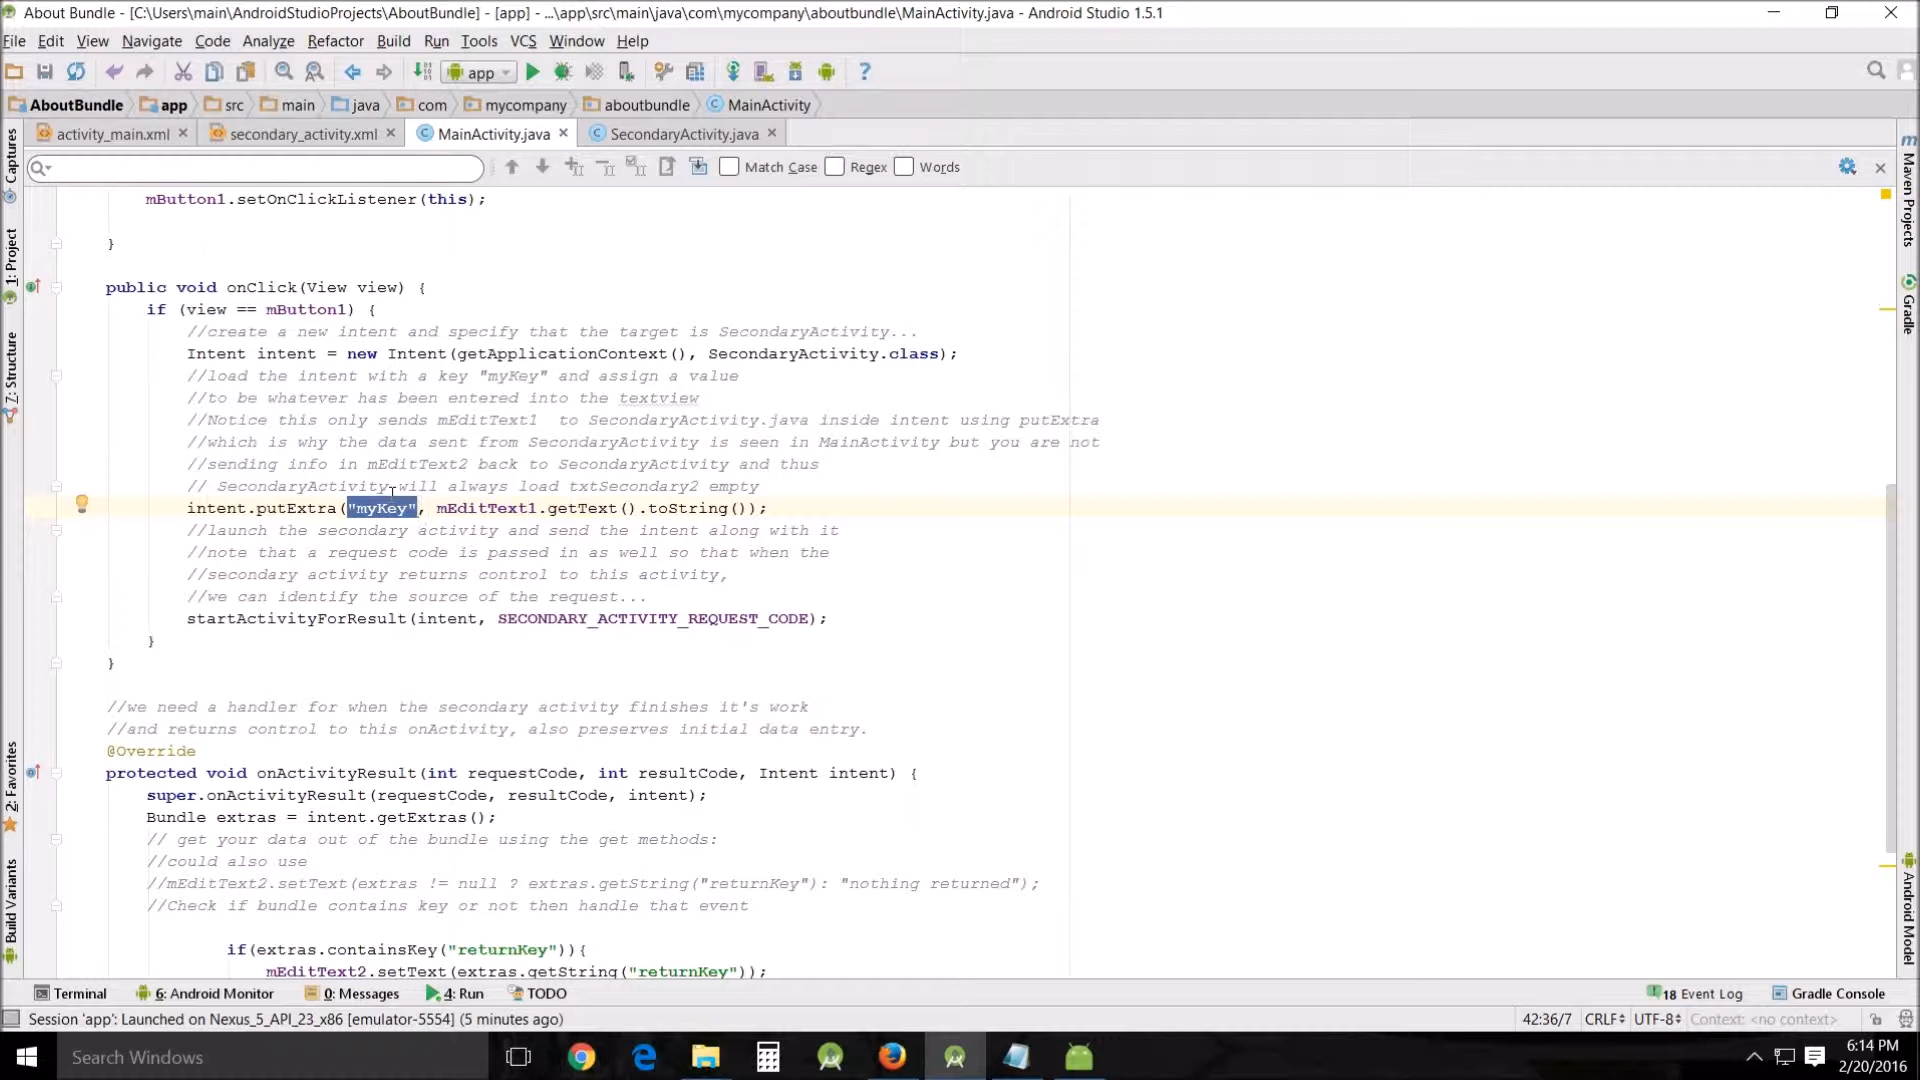 About Bundle - [C:\Users\main\AndroidStudioProjects\AboutBundle] - [app] - ...\app\src\main\java\com\mycompany\aboutbundle\MainActivity.java - Android Studio 1.5.1
File Edit View Navigate Code Analyze Refactor Build Run Tools VCS Window Help
app
AboutBundle app src main java com mycompany aboutbundle MainActivity
activity_main.xml secondary_activity.xml MainActivity.java SecondaryActivity.java
Match Case Regex Words
mButton1.setOnClickListener(this);
}
public void onClick(View view) {
if (view == mButton1) {
//create a new intent and specify that the target is SecondaryActivity...
Intent intent = new Intent(getApplicationContext(), SecondaryActivity.class);
//load the intent with a key "myKey" and assign a value
//to be whatever has been entered into the textview
//Notice this only sends mEditText1  to SecondaryActivity.java inside intent using putExtra
//which is why the data sent from SecondaryActivity is seen in MainActivity but you are not
//sending info in mEditText2 back to SecondaryActivity and thus
// SecondaryActivity will always load txtSecondary2 empty
intent.putExtra("myKey", mEditText1.getText().toString());
//launch the secondary activity and send the intent along with it
//note that a request code is passed in as well so that when the
//secondary activity returns control to this activity,
//we can identify the source of the request...
startActivityForResult(intent, SECONDARY_ACTIVITY_REQUEST_CODE);
}
}
//we need a handler for when the secondary activity finishes it's work
//and returns control to this onActivity, also preserves initial data entry.
@Override
protected void onActivityResult(int requestCode, int resultCode, Intent intent) {
super.onActivityResult(requestCode, resultCode, intent);
Bundle extras = intent.getExtras();
// get your data out of the bundle using the get methods:
//could also use
//mEditText2.setText(extras != null ? extras.getString("returnKey"): "nothing returned");
//Check if bundle contains key or not then handle that event
if(extras.containsKey("returnKey")){
mEditText2.setText(extras.getString("returnKey"));
Captures
1: Project
7: Structure
2: Favorites
Build Variants
m Maven Projects
Gradle
Android Model
Terminal 6: Android Monitor 0: Messages 4: Run TODO 18 Event Log Gradle Console
Session 'app': Launched on Nexus_5_API_23_x86 [emulator-5554] (5 minutes ago) 42:36/7 CRLF UTF-8 Context: <no context>
Search Windows
6:14 PM
2/20/2016